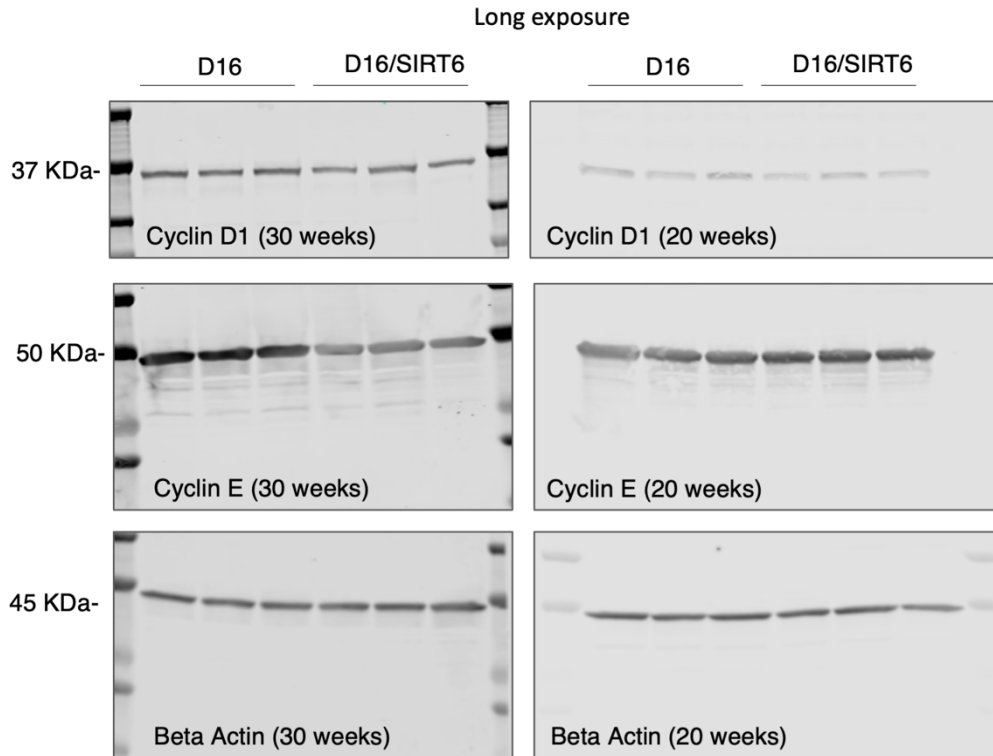 Long exposure
D16 D16/SIRT6 D16 D16/SIRT6
37 KDa-
Cyclin D1 (30 weeks) Cyclin D1 (20 weeks)
50 KDa-
Cyclin E (30 weeks) Cyclin E (20 weeks)
45 KDa-
Beta Actin (30 weeks) Beta Actin (20 weeks)